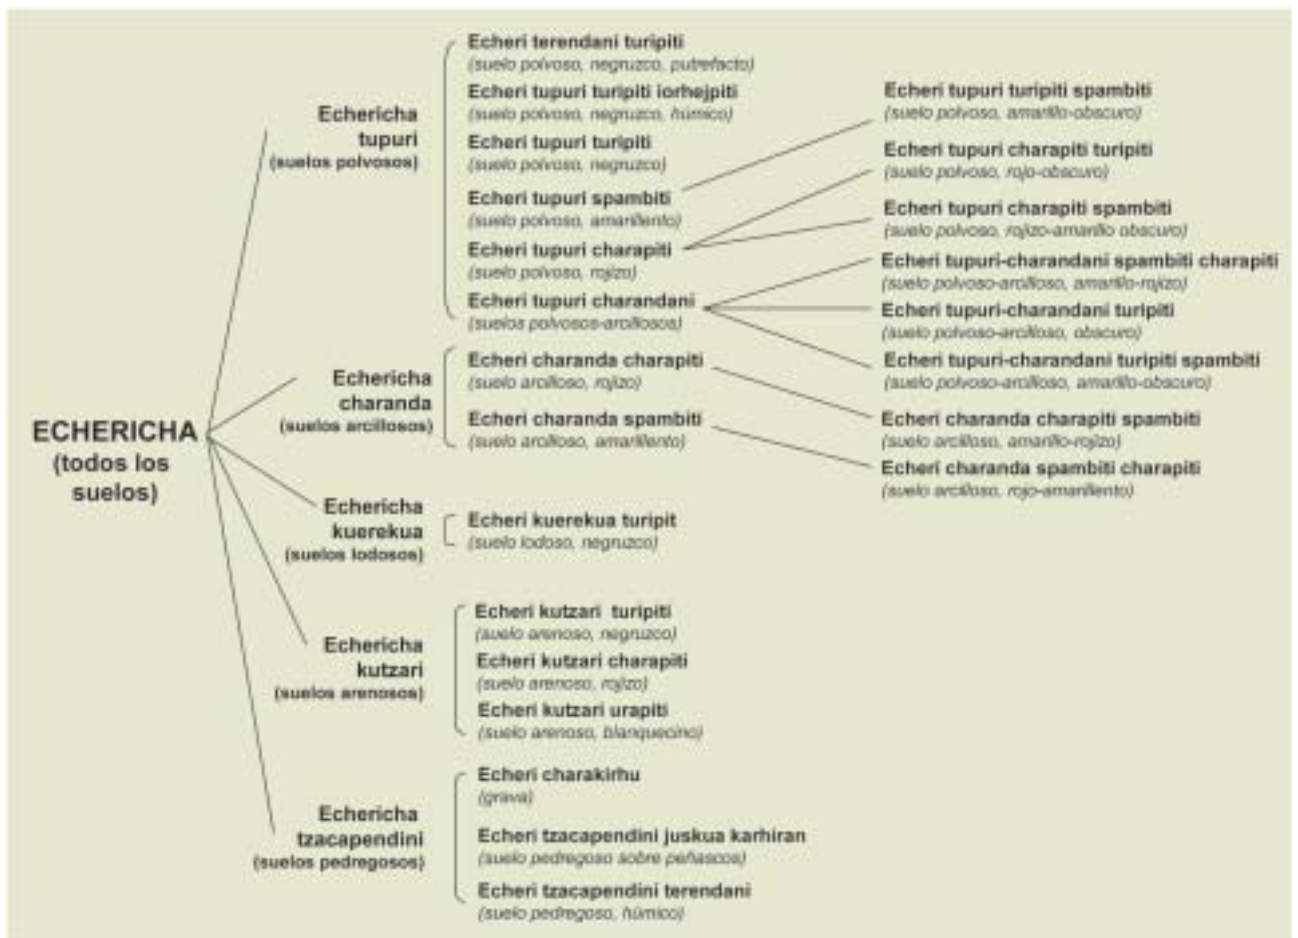 ECHERICHA
(todos los
suelos)
Echericha
tupuri
(suelos polvosos)
Echeri terendani turipiti
(suelo polvoso, negruzco, putrefacto)
Echeri tupuri turipiti iorhejpiti
(suelo polvoso, negruzco, húmico)
Echeri tupuri turipiti
(suelo polvoso, negruzco)
Echeri tupuri spambiti
(suelo polvoso, amarillento)
Echeri tupuri charapiti
(suelo polvoso, rojizo)
Echeri tupuri charandani
(suelos polvosos-arcillosos)
Echeri tupuri turipiti spambiti
(suelo polvoso, amarillo-obscuro)
Echeri tupuri charapiti turipiti
(suelo polvoso, rojo-obscuro)
Echeri tupuri charapiti spambiti
(suelo polvoso, rojizo-amarillo obscuro)
Echeri tupuri-charandani spambiti charapiti
(suelo polvoso-arcilloso, amarillo-rojizo)
Echeri tupuri-charandani turipiti
(suelo polvoso-arcilloso, obscuro)
Echeri tupuri-charandani turipiti spambiti
(suelo polvoso-arcilloso, amarillo-obscuro)
Echericha
charanda
(suelos arcillosos)
Echeri charanda charapiti
(suelo arcilloso, rojizo)
Echeri charanda spambiti
(suelo arcilloso, amarillento)
Echeri charanda charapiti spambiti
(suelo arcilloso, amarillo-rojizo)
Echeri charanda spambiti charapiti
(suelo arcilloso, rojo-amarillento)
Echericha
kuerekua
(suelos lodosos)
Echeri kuerekua turipit
(suelo lodoso, negruzco)
Echericha
kutzari
(suelos arenosos)
Echeri kutzari turipiti
(suelo arenoso, negruzco)
Echeri kutzari charapiti
(suelo arenoso, rojizo)
Echeri kutzari urapiti
(suelo arenoso, blanquecino)
Echericha
tzacapendini
(suelos pedregosos)
Echeri charakirhu
(grava)
Echeri tzacapendini juskua karhiran
(suelo pedregoso sobre peñascos)
Echeri tzacapendini terendani
(suelo pedregoso, húmico)